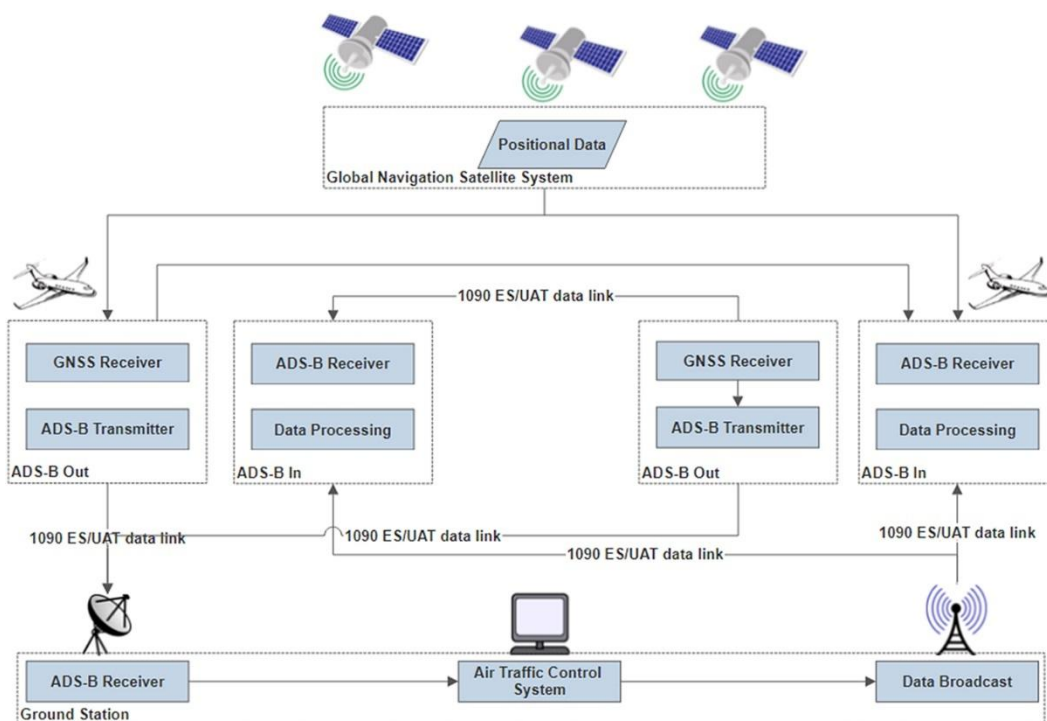 Positional Data
Global Navigation Satellite System
1090 ES/UAT data link
GNSS Receiver
ADS-B Transmitter
ADS-B Out
ADS-B Receiver
Data Processing
ADS-B In
GNSS Receiver
ADS-B Transmitter
ADS-B Out
ADS-B Receiver
Data Processing
ADS-B In
1090 ES/UAT data link
1090 ES/UAT data link
1090 ES/UAT data link
1090 ES/UAT data link
ADS-B Receiver
Air Traffic Control
System
Data Broadcast
Ground Station